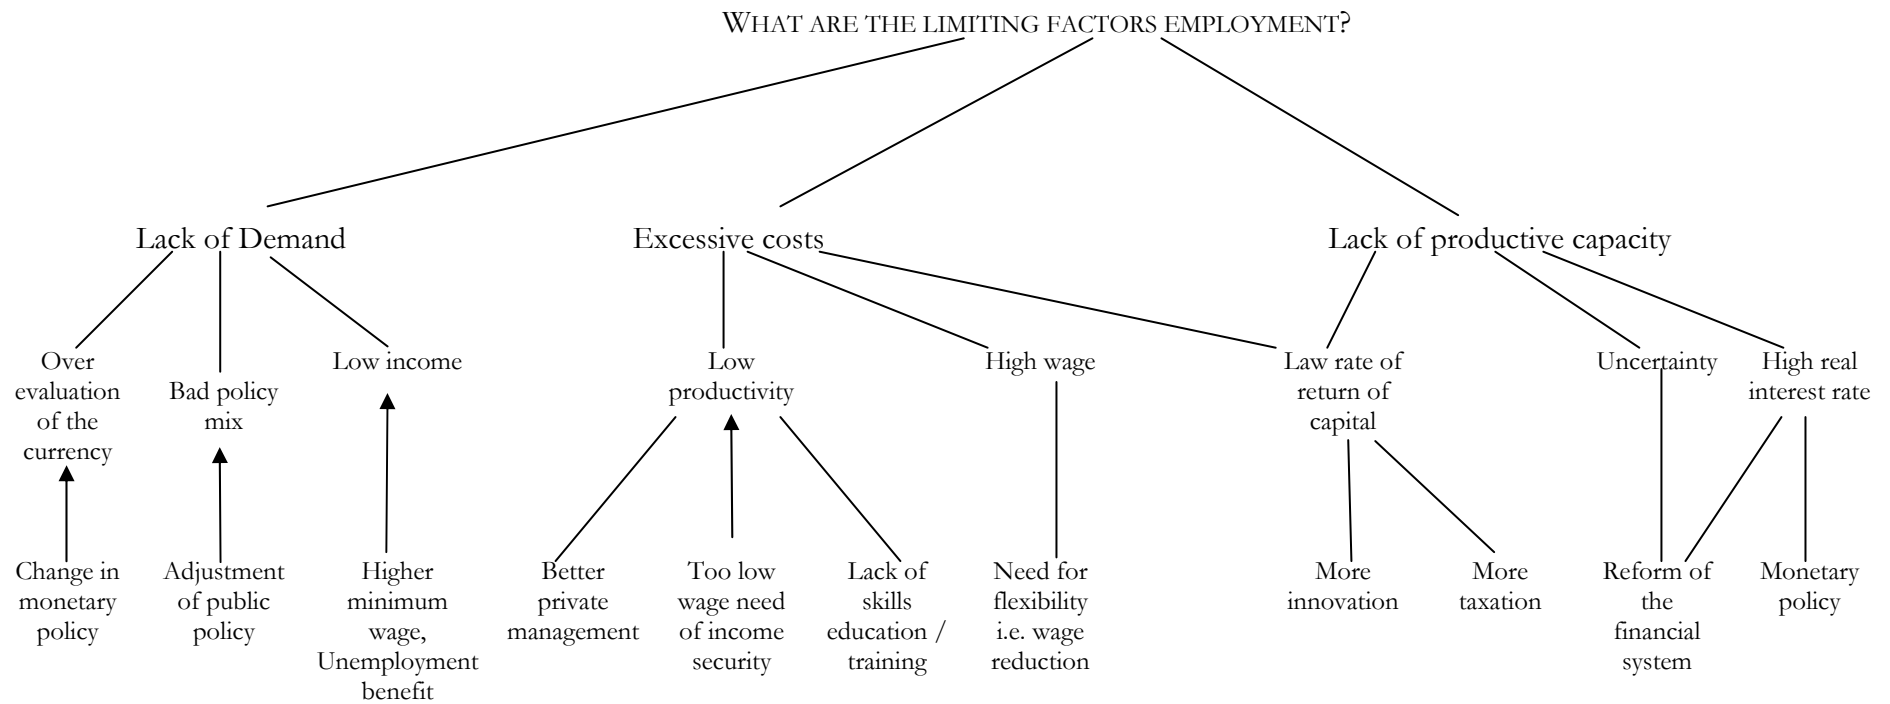 WHAT ARE THE LIMITING FACTORS EMPLOYMENT?
Lack of Demand
Excessive costs
Lack of productive capacity
Over
evaluation
of the
currency
Bad policy
mix
Low income
Low
productivity
High wage
Law rate of
return of
capital
Uncertainty
High real
interest rate
Change in
monetary
policy
Adjustment
of public
policy
Higher
minimum
wage,
Unemployment
benefit
Better
private
management
Too low
wage need
of income
security
Lack of
skills
education /
training
Need for
flexibility
i.e. wage
reduction
More
innovation
More
taxation
Reform of
the
financial
system
Monetary
policy